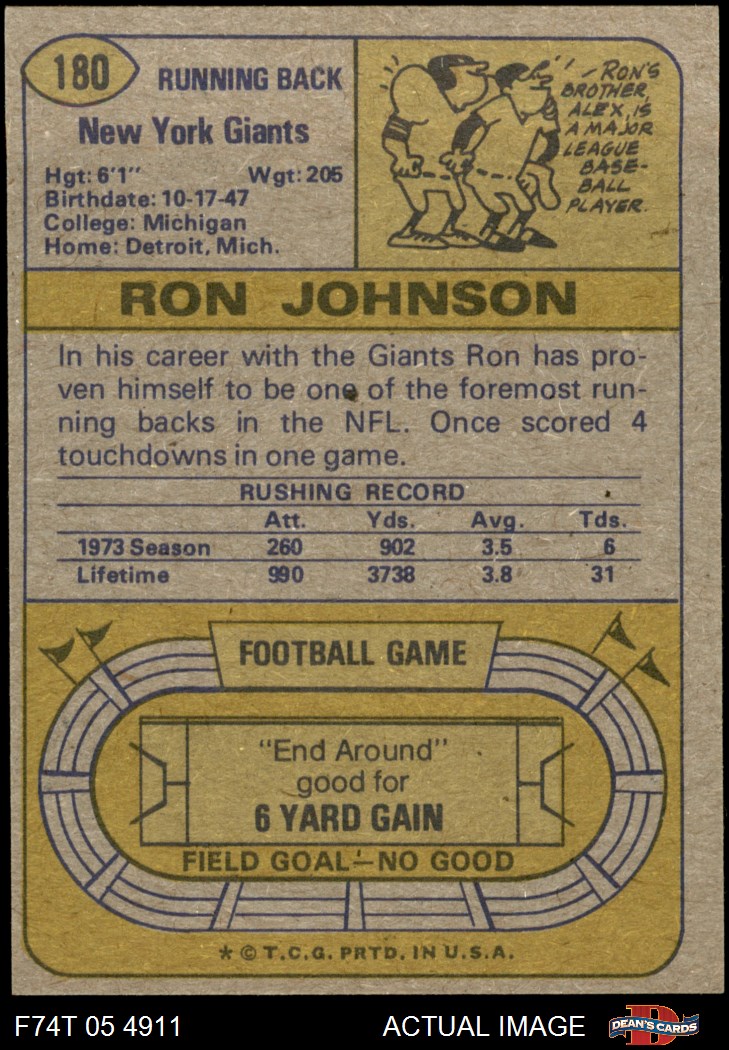 180
RUNNING BACK
New York Giants
Hgt: 6'1" Wgt: 205
Birthdate: 10-17-47
College: Michigan
Home: Detroit, Mich.
RON'S
BROTHER,
ALEX, IS
A MAJOR
LEAGUE
BASE-
BALL
PLAYER.
RON JOHNSON
In his career with the Giants Ron has pro-
ven himself to be one of the foremost run-
ning backs in the NFL. Once scored 4
touchdowns in one game.
RUSHING RECORD
Att. Yds. Avg. Tds.
1973 Season 260 902 3.5 6
Lifetime 990 3738 3.8 31
FOOTBALL GAME
"End Around"
good for
6 YARD GAIN
FIELD GOAL—NO GOOD
* © T.C.G. PRTD. IN U.S.A.
F74T 05 4911 ACTUAL IMAGE DEAN'S CARDS